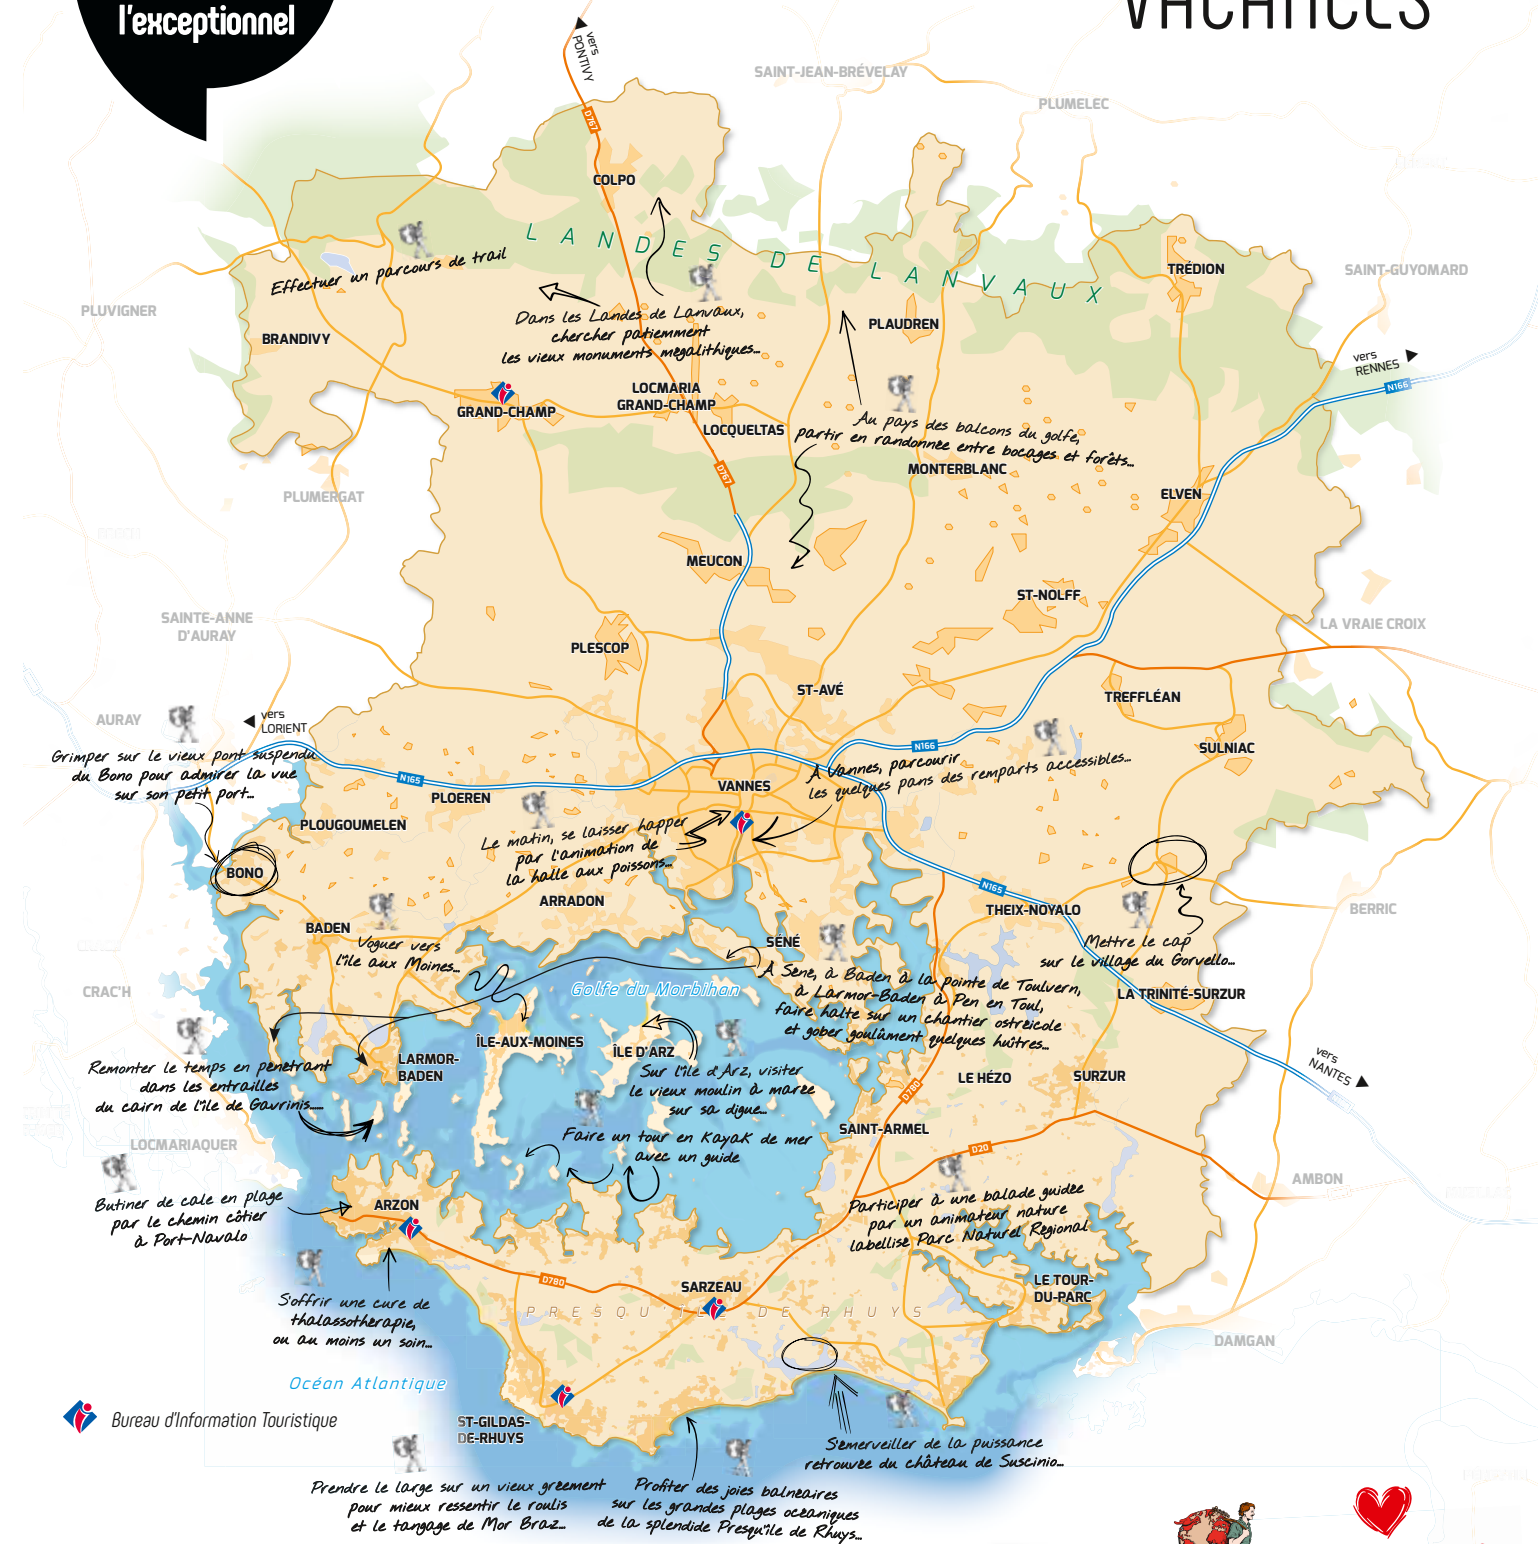 l'exceptionnel
VACANCES
vers
PONTIVY
SAINT-JEAN-BRÉVELAY
PLUMELEC
D767
COLPO
LANDES DE LANVAUX
TRÉDION
SAINT-GUYOMARD
Effectuer un parcours de trail
PLUVIGNER
BRANDIVY
Dans les Landes de Lanvaux,
chercher patiemment
les vieux monuments mégalithiques...
PLAUDREN
vers
RENNES
N166
GRAND-CHAMP
LOCMARIA
GRAND-CHAMP
LOCQUELTAS
Au pays des balcons du golfe,
partir en randonnée entre bocages et forêts...
MONTERBLANC
D767
PLUMERGAT
ELVEN
MEUCON
ST-NOLFF
SAINTE-ANNE
D'AURAY
LA VRAIE CROIX
PLESCOP
ST-AVÉ
TREFFLÉAN
AURAY
vers
LORIENT
SULNIAC
N166
Grimper sur le vieux pont suspendu
du Bono pour admirer la vue
sur son petit port...
N165
PLOEREN
VANNES
À Vannes, parcourir
les quelques pans des remparts accessibles...
PLOUGOUMELEN
Le matin, se laisser happer
par l'animation de
la halle aux poissons...
BONO
ARRADON
N165
THEIX-NOYALO
BERRIC
BADEN
Voguer vers
l'île aux Moines...
SÉNÉ
Mettre le cap
sur le village du Gorvello...
À Séné, à Baden à la pointe de Toulvern,
à Larmor-Baden à Pen en Toul,
faire halte sur un chantier ostréicole
et gober goulûment quelques huîtres...
CRAC'H
Golfe du Morbihan
LA TRINITÉ-SURZUR
ÎLE-AUX-MOINES
ÎLE D'ARZ
LARMOR-
BADEN
Remonter le temps en pénétrant
dans les entrailles
du cairn de l'île de Gavrinis......
Sur l'île d'Arz, visiter
le vieux moulin à marée
sur sa digue...
LE HÉZO
SURZUR
vers
NANTES
D780
LOCMARIAQUER
Faire un tour en Kayak de mer
avec un guide
SAINT-ARMEL
D20
AMBON
Butiner de cale en plage
par le chemin côtier
à Port-Navalo
ARZON
Participer à une balade guidée
par un animateur nature
labellisé Parc Naturel Régional
D780
SARZEAU
LE TOUR-
DU-PARC
PRESQU'ÎLE DE RHUYS
S'offrir une cure de
thalassothérapie,
ou au moins un soin...
DAMGAN
Océan Atlantique
Bureau d'Information Touristique
ST-GILDAS-
DE-RHUYS
S'émerveiller de la puissance
retrouvée du château de Suscinio...
Prendre le large sur un vieux gréement
pour mieux ressentir le roulis
et le tangage de Mor Braz...
Profiter des joies balnéaires
sur les grandes plages océaniques
de la splendide Presqu'île de Rhuys...